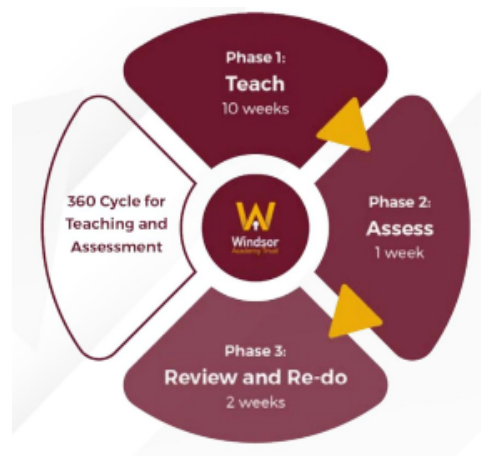 Phase 1:
Teach
10 weeks
360 Cycle for
Teaching and
Assessment
W
Windsor
Academy Trust
Phase 2:
Assess
1 week
Phase 3:
Review and Re-do
2 weeks